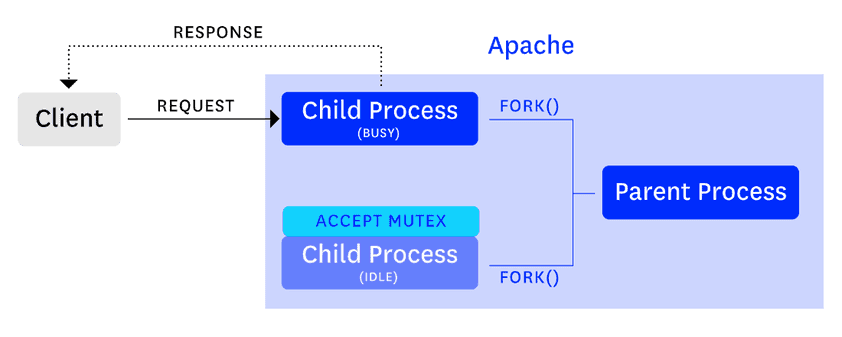 RESPONSE
Apache
Client
REQUEST
Child Process
(BUSY)
FORK()
Parent Process
ACCEPT MUTEX
Child Process
(IDLE)
FORK()